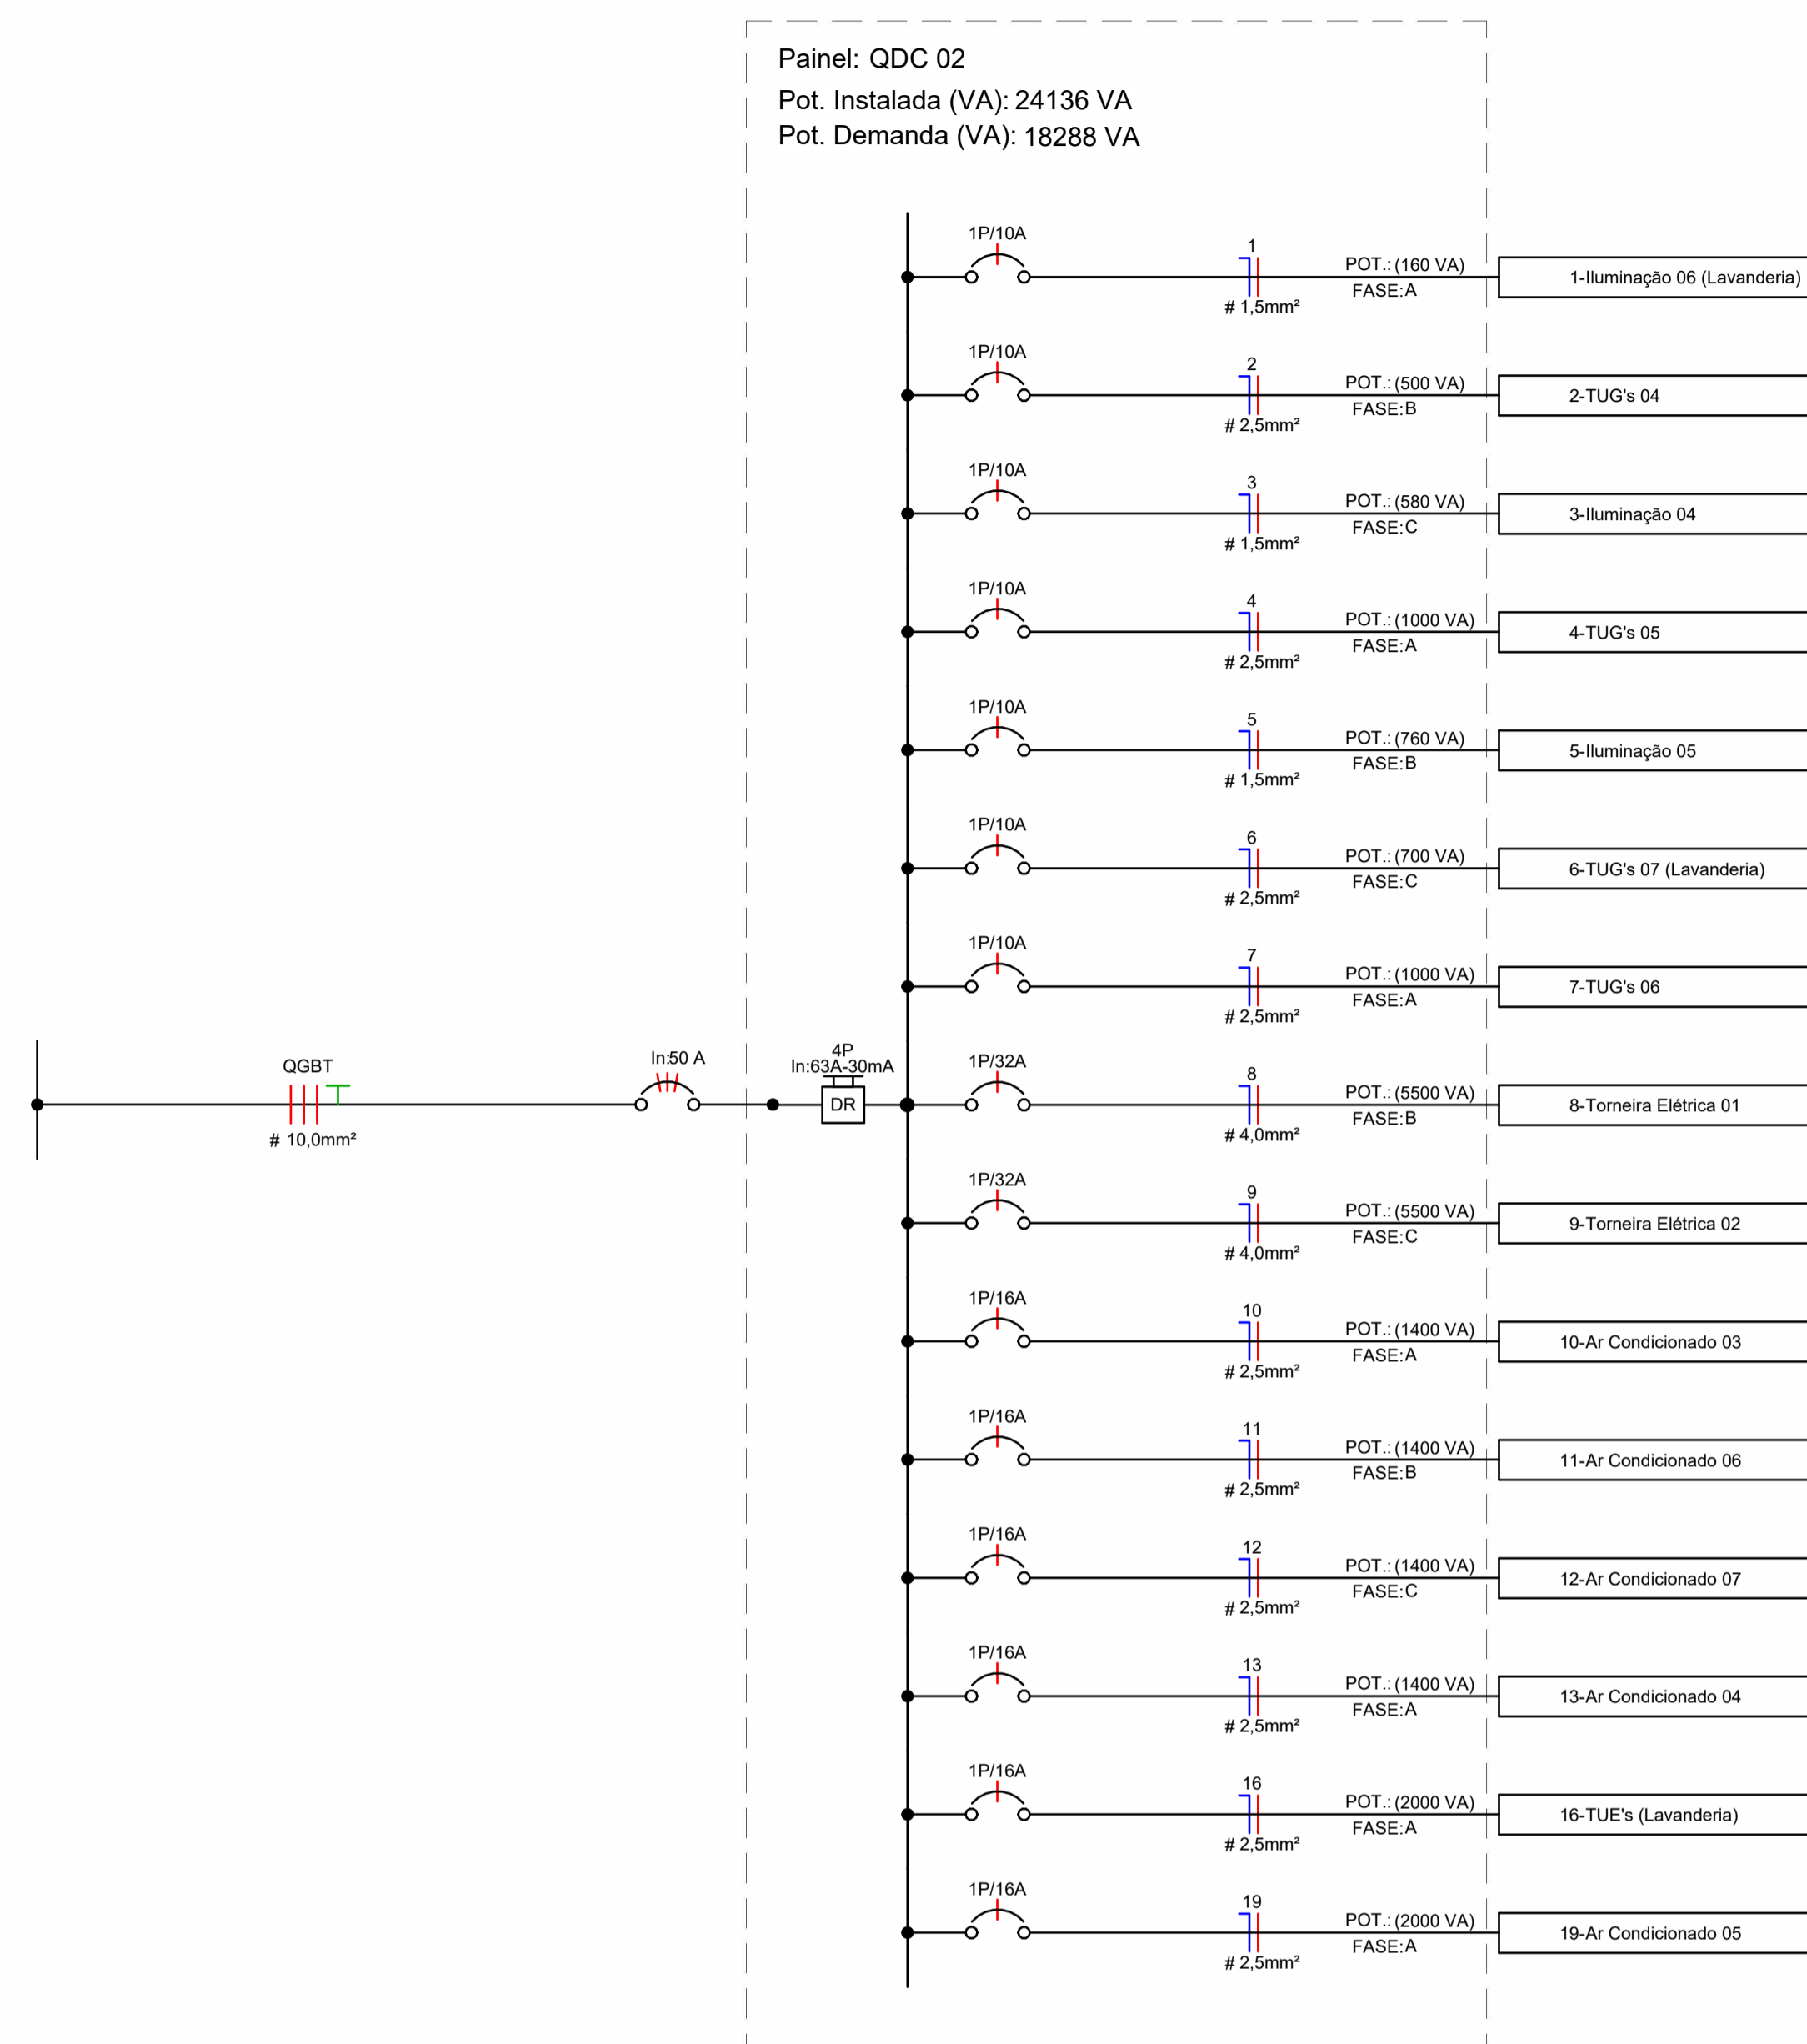 Painel: QDC 02
Pot. Instalada (VA): 24136 VA
Pot. Demanda (VA): 18288 VA
1P/10A
1
POT.: (160 VA)
FASE: A
# 1,5mm²
1-Iluminação 06 (Lavanderia)
1P/10A
2
POT.: (500 VA)
FASE: B
# 2,5mm²
2-TUG's 04
1P/10A
3
POT.: (580 VA)
FASE: C
# 1,5mm²
3-Iluminação 04
1P/10A
4
POT.: (1000 VA)
FASE: A
# 2,5mm²
4-TUG's 05
1P/10A
5
POT.: (760 VA)
FASE: B
# 1,5mm²
5-Iluminação 05
1P/10A
6
POT.: (700 VA)
FASE: C
# 2,5mm²
6-TUG's 07 (Lavanderia)
1P/10A
7
POT.: (1000 VA)
FASE: A
# 2,5mm²
7-TUG's 06
QGBT
# 10,0mm²
In:50 A
4P
In:63A-30mA
DR
1P/32A
8
POT.: (5500 VA)
FASE: B
# 4,0mm²
8-Torneira Elétrica 01
1P/32A
9
POT.: (5500 VA)
FASE: C
# 4,0mm²
9-Torneira Elétrica 02
1P/16A
10
POT.: (1400 VA)
FASE: A
# 2,5mm²
10-Ar Condicionado 03
1P/16A
11
POT.: (1400 VA)
FASE: B
# 2,5mm²
11-Ar Condicionado 06
1P/16A
12
POT.: (1400 VA)
FASE: C
# 2,5mm²
12-Ar Condicionado 07
1P/16A
13
POT.: (1400 VA)
FASE: A
# 2,5mm²
13-Ar Condicionado 04
1P/16A
16
POT.: (2000 VA)
FASE: A
# 2,5mm²
16-TUE's (Lavanderia)
1P/16A
19
POT.: (2000 VA)
FASE: A
# 2,5mm²
19-Ar Condicionado 05